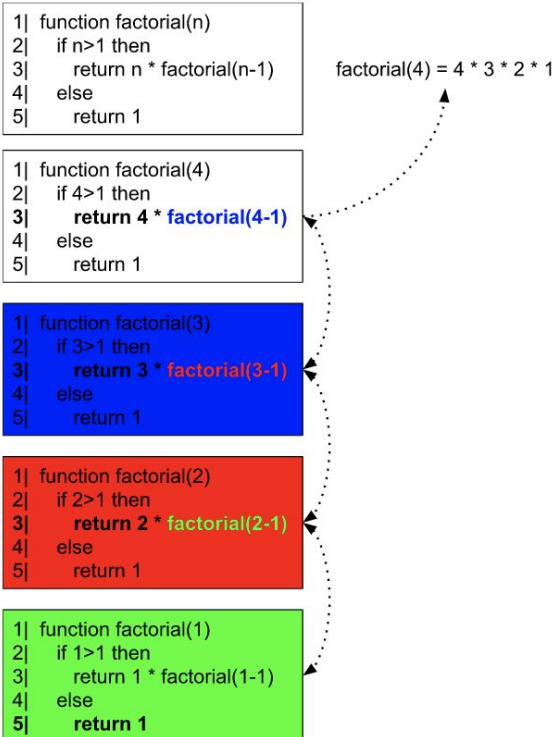 1| function factorial(n)
2| if n>1 then
3| return n * factorial(n-1)
4| else
5| return 1
factorial(4) = 4 * 3 * 2 * 1
1| function factorial(4)
2| if 4>1 then
3| return 4 * factorial(4-1)
4| else
5| return 1
1| function factorial(3)
2| if 3>1 then
3| return 3 * factorial(3-1)
4| else
5| return 1
1| function factorial(2)
2| if 2>1 then
3| return 2 * factorial(2-1)
4| else
5| return 1
1| function factorial(1)
2| if 1>1 then
3| return 1 * factorial(1-1)
4| else
5| return 1